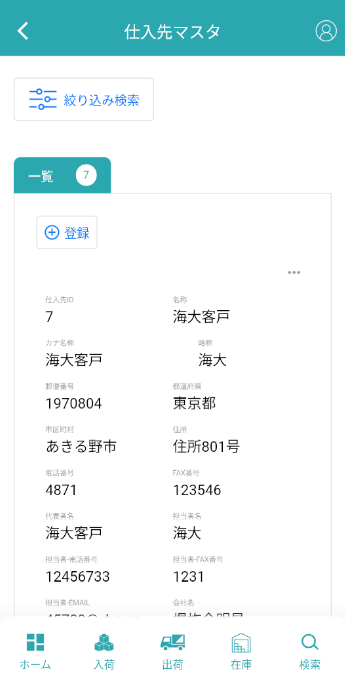 仕入先マスタ
絞り込み検索
一覧 7
登録
仕入先ID 名称
7 海大客戸
カナ名称 略称
海大客戸 海大
郵便番号 都道府県
1970804 東京都
市区町村 住所
あきる野市 住所801号
電話番号 FAX番号
4871 123546
代表者名 担当者名
海大客戸 海大
担当者-電話番号 担当者-FAX番号
12456733 1231
担当者-EMAIL 会社名
ホーム 入荷 出荷 在庫 検索